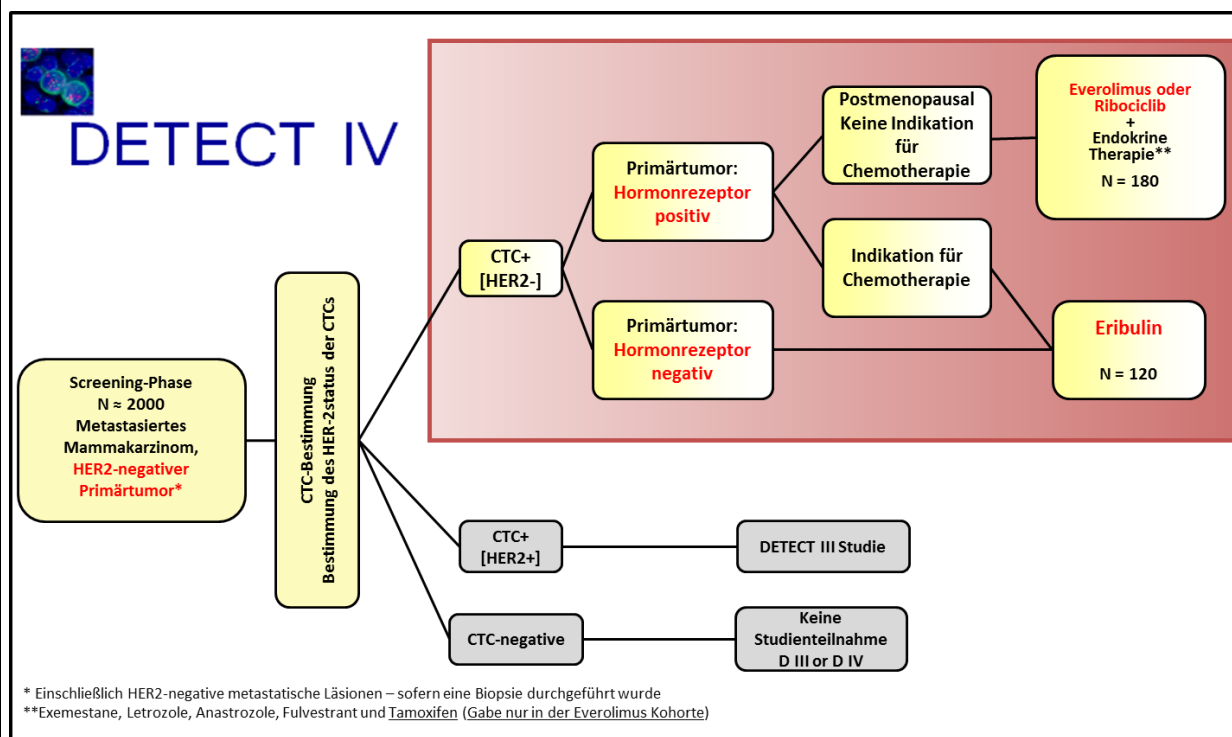 DETECT IV
Screening-Phase
N ≈ 2000
Metastasiertes
Mammakarzinom,
HER2-negativer
Primärtumor*
CTC-Bestimmung
Bestimmung des HER-2status der CTCs
CTC+
[HER2-]
Primärtumor:
Hormonrezeptor
positiv
Postmenopausal
Keine Indikation
für
Chemotherapie
Everolimus oder
Ribociclib
+
Endokrine
Therapie**
N = 180
Indikation für
Chemotherapie
Primärtumor:
Hormonrezeptor
negativ
Eribulin
N = 120
CTC+
[HER2+]
DETECT III Studie
CTC-negative
Keine
Studienteilnahme
D III or D IV
* Einschließlich HER2-negative metastatische Läsionen – sofern eine Biopsie durchgeführt wurde
**Exemestane, Letrozole, Anastrozole, Fulvestrant und Tamoxifen (Gabe nur in der Everolimus Kohorte)